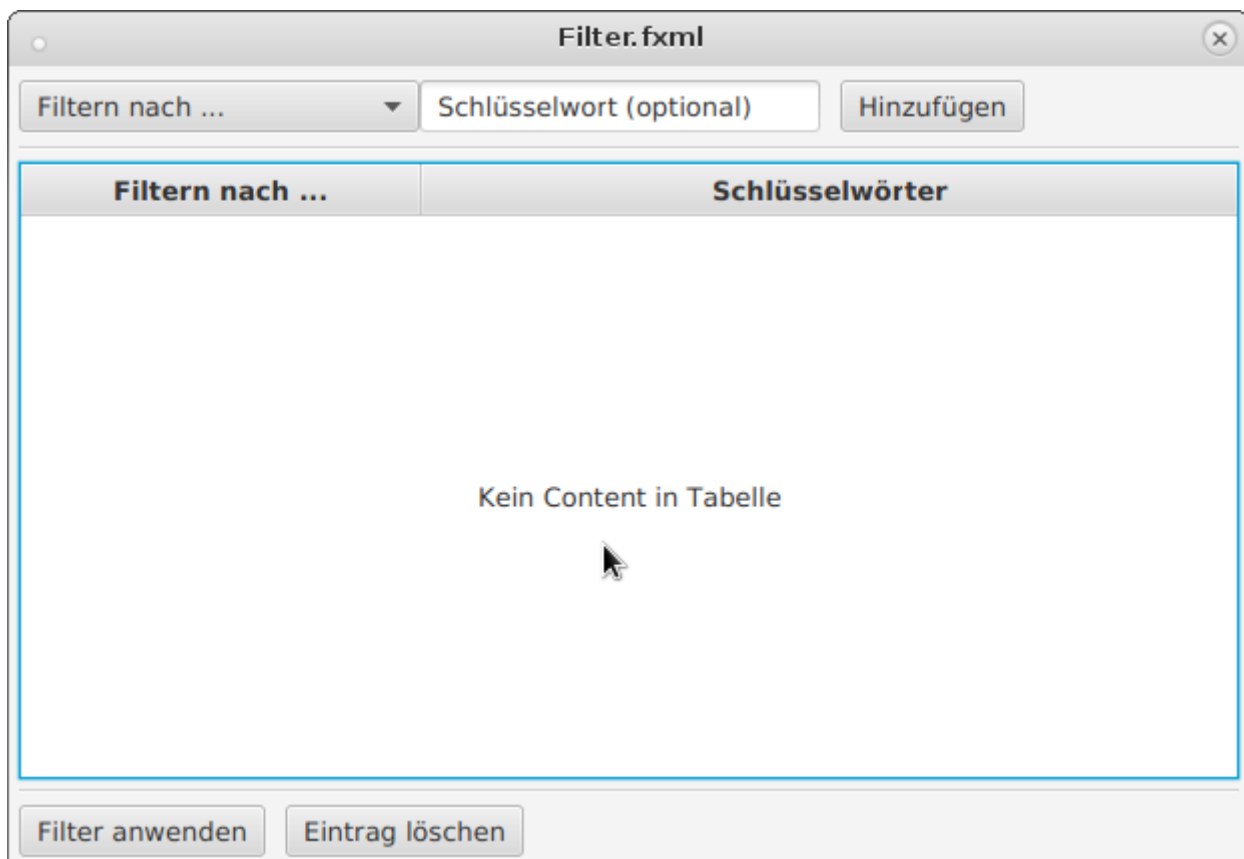 Filter.fxml
Filtern nach ... Schlüsselwort (optional) Hinzufügen
Filtern nach ... Schlüsselwörter
Kein Content in Tabelle
Filter anwenden Eintrag löschen